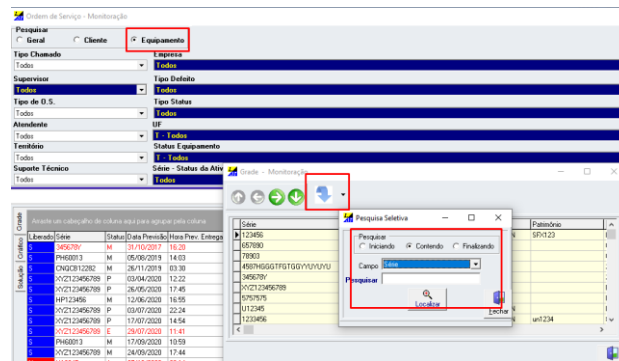 Ordem de Serviço - Monitoração
Pesquisar
Geral Cliente Equipamento
Tipo Chamado Empresa
Todos Todos
Supervisor Tipo Defeito
Todos Todos
Tipo de O.S. Tipo Status
Todos Todos
Atendente UF
Todos T - Todos
Território Status Equipamento
Todos T - Todos
Suporte Técnico Série - Status da Ativ
Todos Todos
Grade - Monitoração
Grade
Gráfico
Solução
Arraste um cabeçalho de coluna aqui para agrupar pela coluna
Liberado Série Status Data Previsão Hora Prev. Entrega
S 345678Y M 31/10/2017 16:20
S PH60013 M 05/08/2019 14:03
S CNQCB12282 M 26/11/2019 03:30
S XYZ123456789 P 03/04/2020 12:22
S XYZ123456789 P 26/05/2020 17:45
S HP123456 M 12/06/2020 16:55
S XYZ123456789 P 03/07/2020 22:24
S XYZ123456789 P 17/07/2020 14:54
S XYZ123456789 E 29/07/2020 11:41
S PH60013 M 17/09/2020 10:59
S XYZ123456789 M 24/09/2020 17:44
Série Patrimônio
123456 N SFX123
657890
78903
4587HGGGTFGTGGYYUYUYU
345678Y
XYZ123456789
5757575
U12345 N
1233456 N un1234
Pesquisa Seletiva
Pesquisar
Iniciando Contendo Finalizando
Campo Série
Pesquisar
Localizar
Fechar